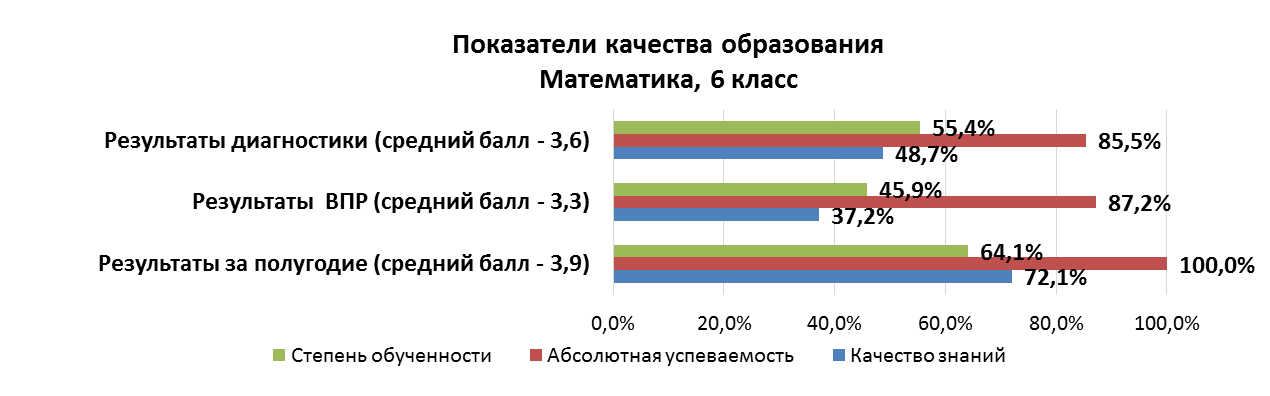 Показатели качества образования
Математика, 6 класс
Результаты диагностики (средний балл - 3,6)
55,4%
85,5%
48,7%
Результаты ВПР (средний балл - 3,3)
45,9%
87,2%
37,2%
Результаты за полугодие (средний балл - 3,9)
64,1%
100,0%
72,1%
0,0% 20,0% 40,0% 60,0% 80,0% 100,0%
Степень обученности Абсолютная успеваемость Качество знаний